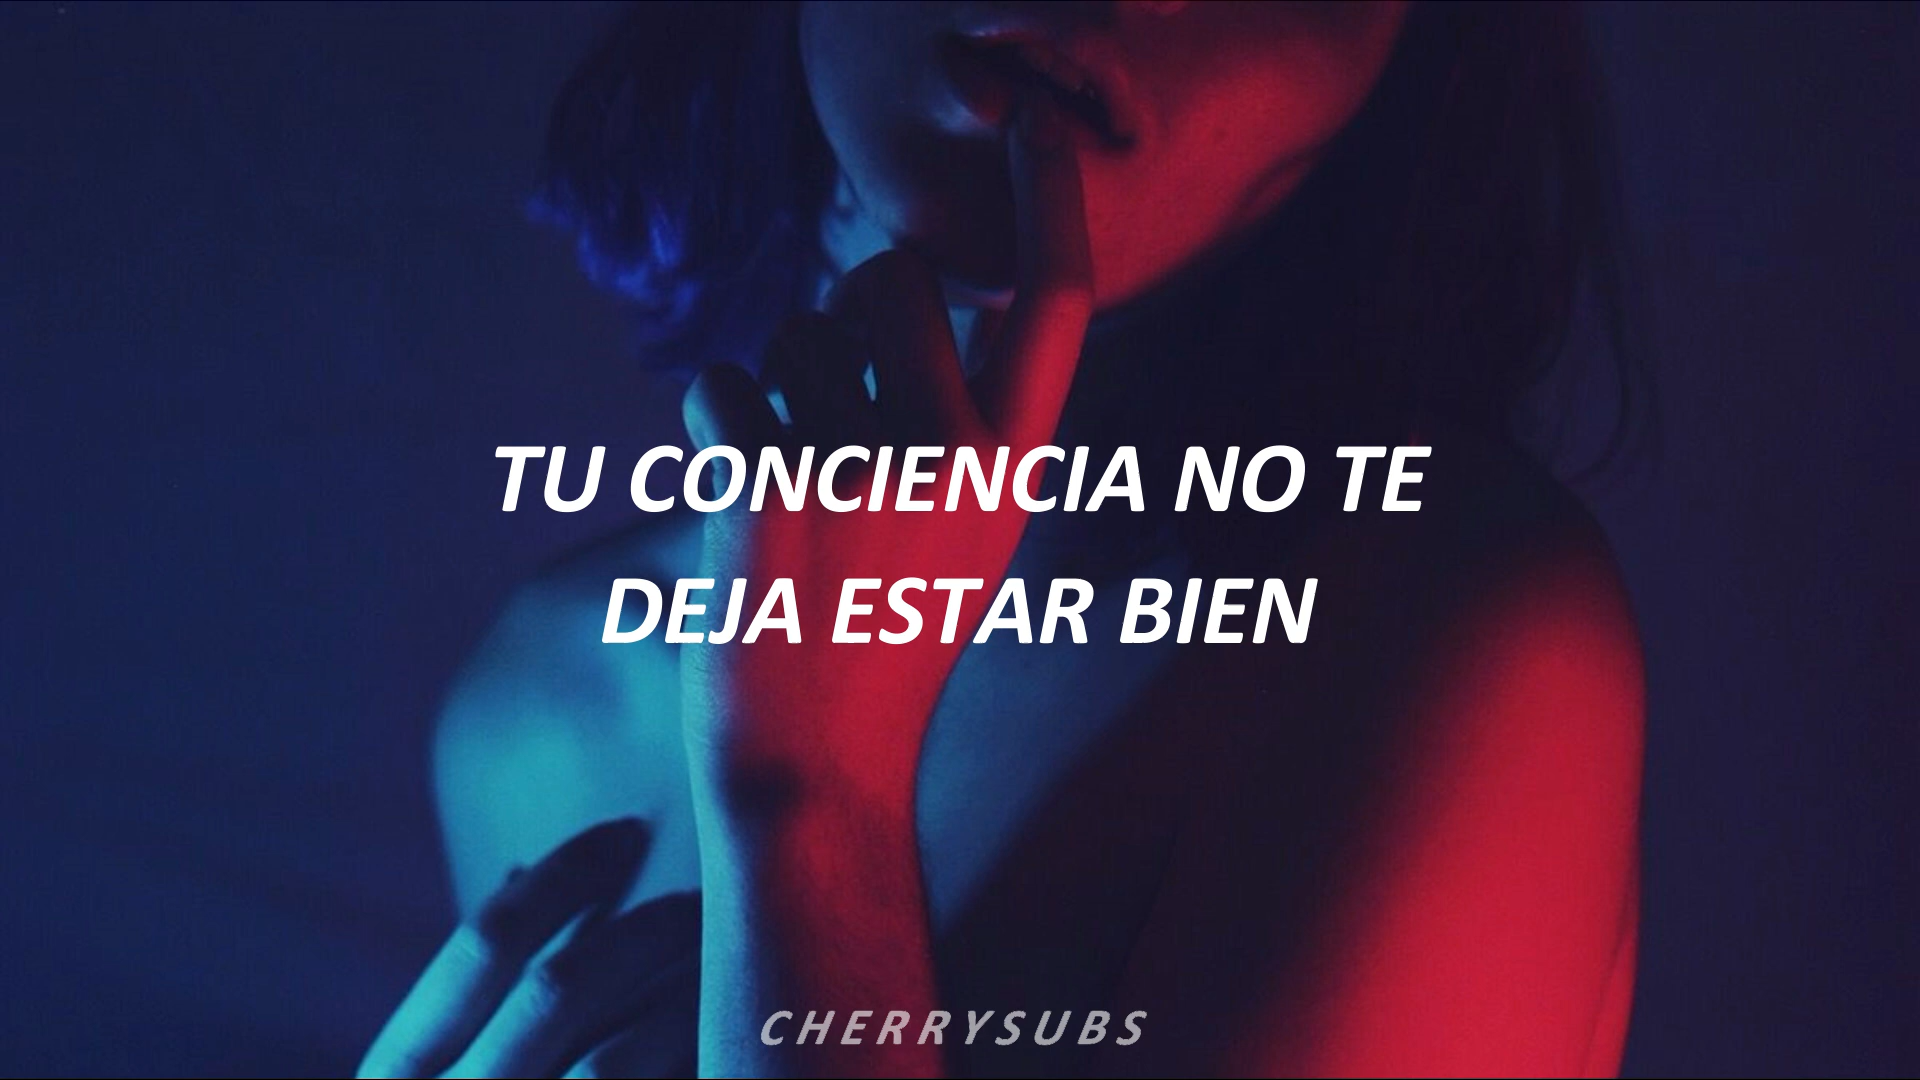 TU CONCIENCIA NO TE
DEJA ESTAR BIEN
CHERRYSUBS